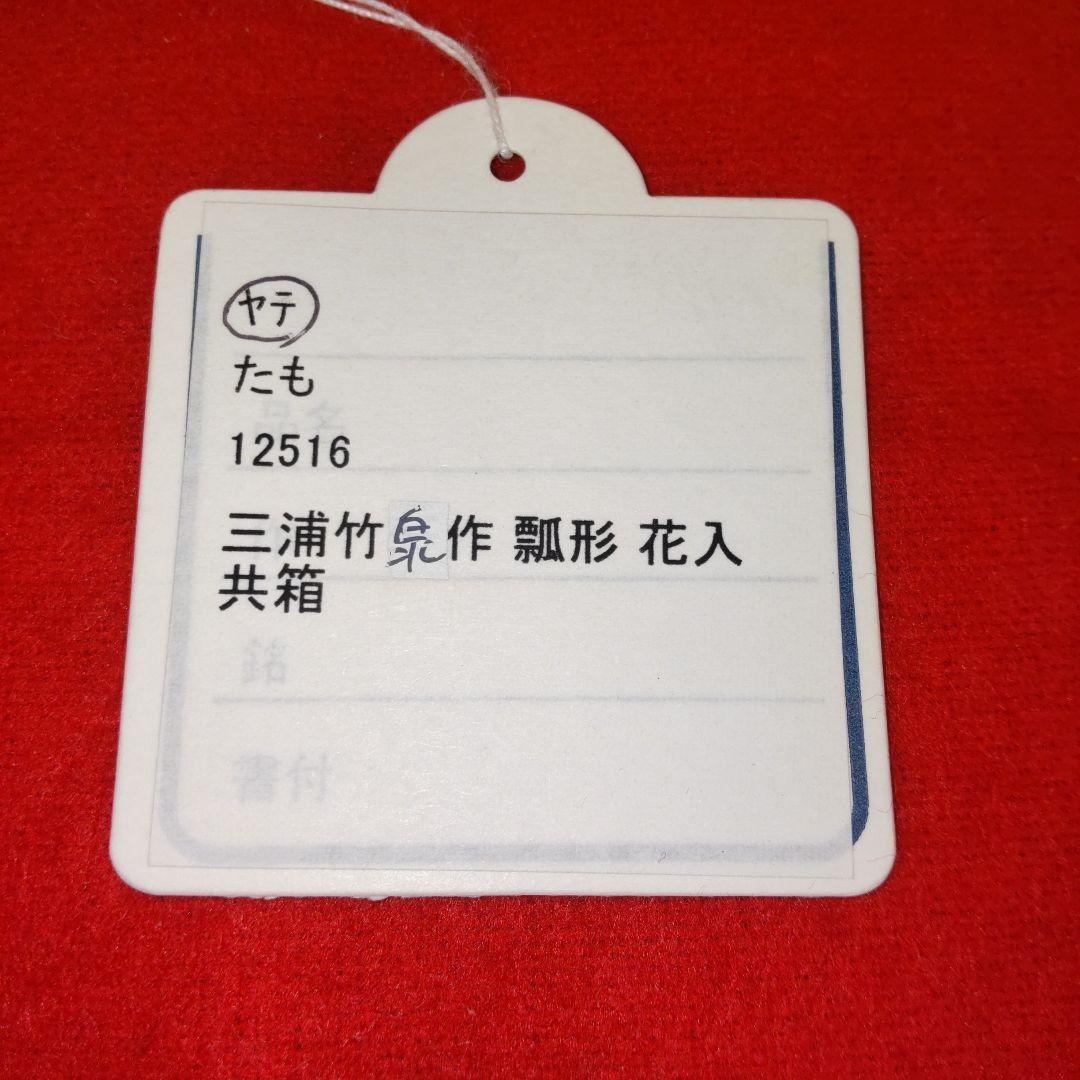 ヤテ
たも
品名
12516
三浦竹泉作 瓢形 花入
共箱
銘
書付